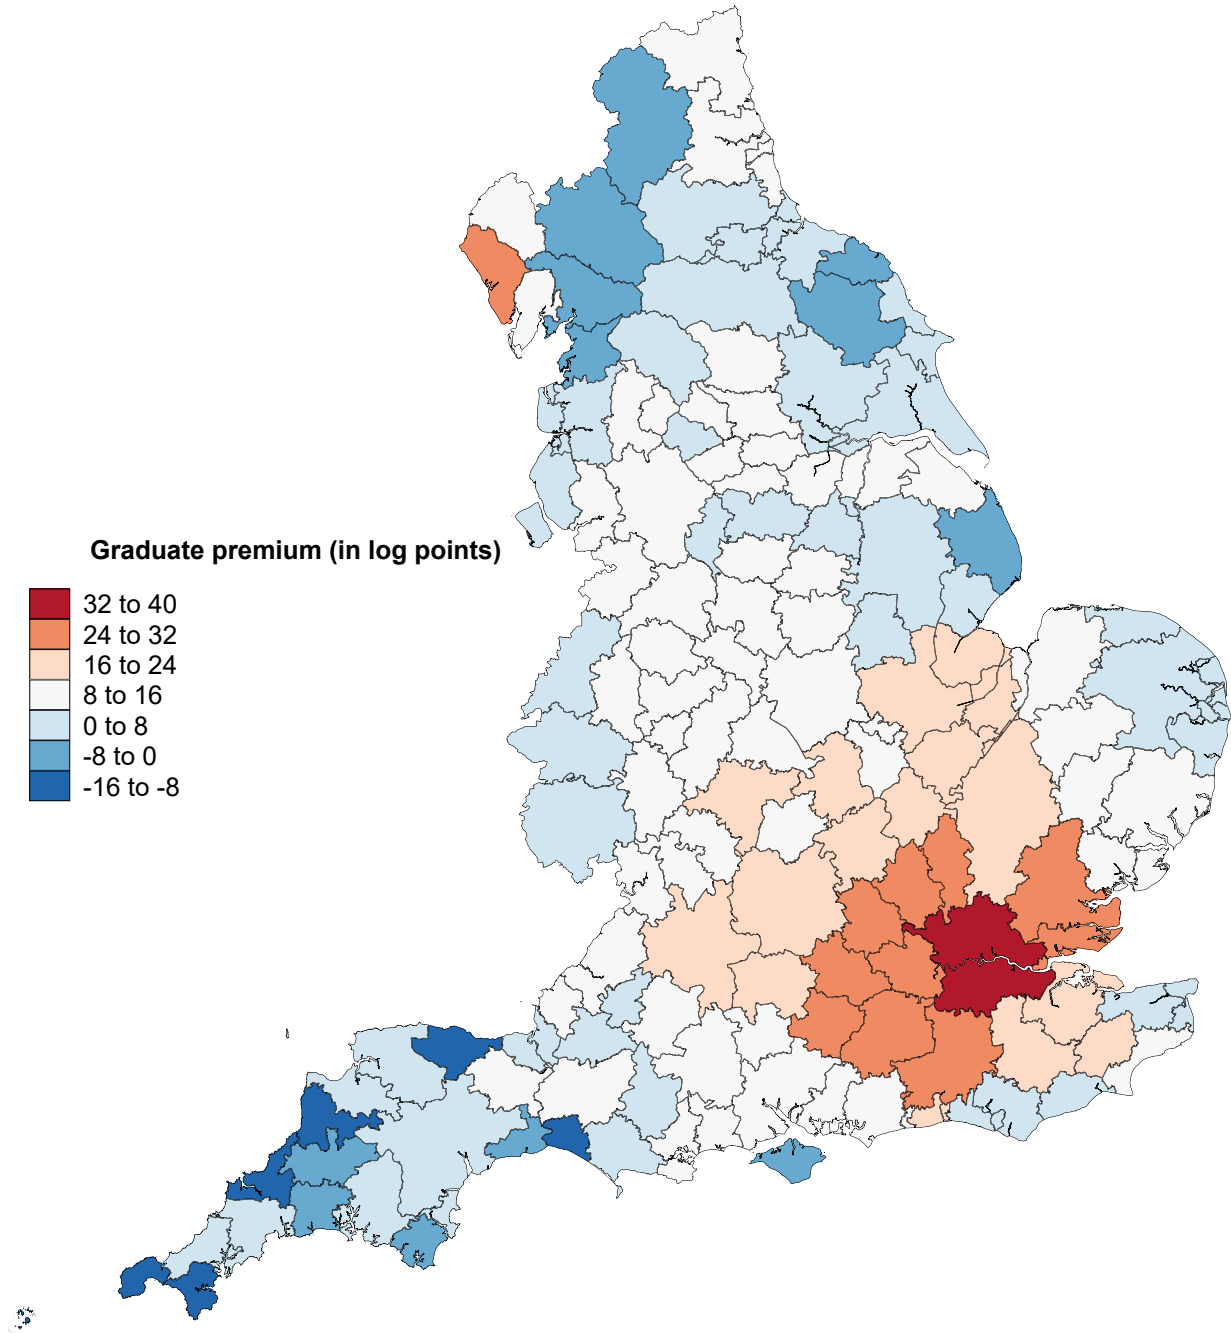 Graduate premium (in log points)
32 to 40
24 to 32
16 to 24
8 to 16
0 to 8
-8 to 0
-16 to -8